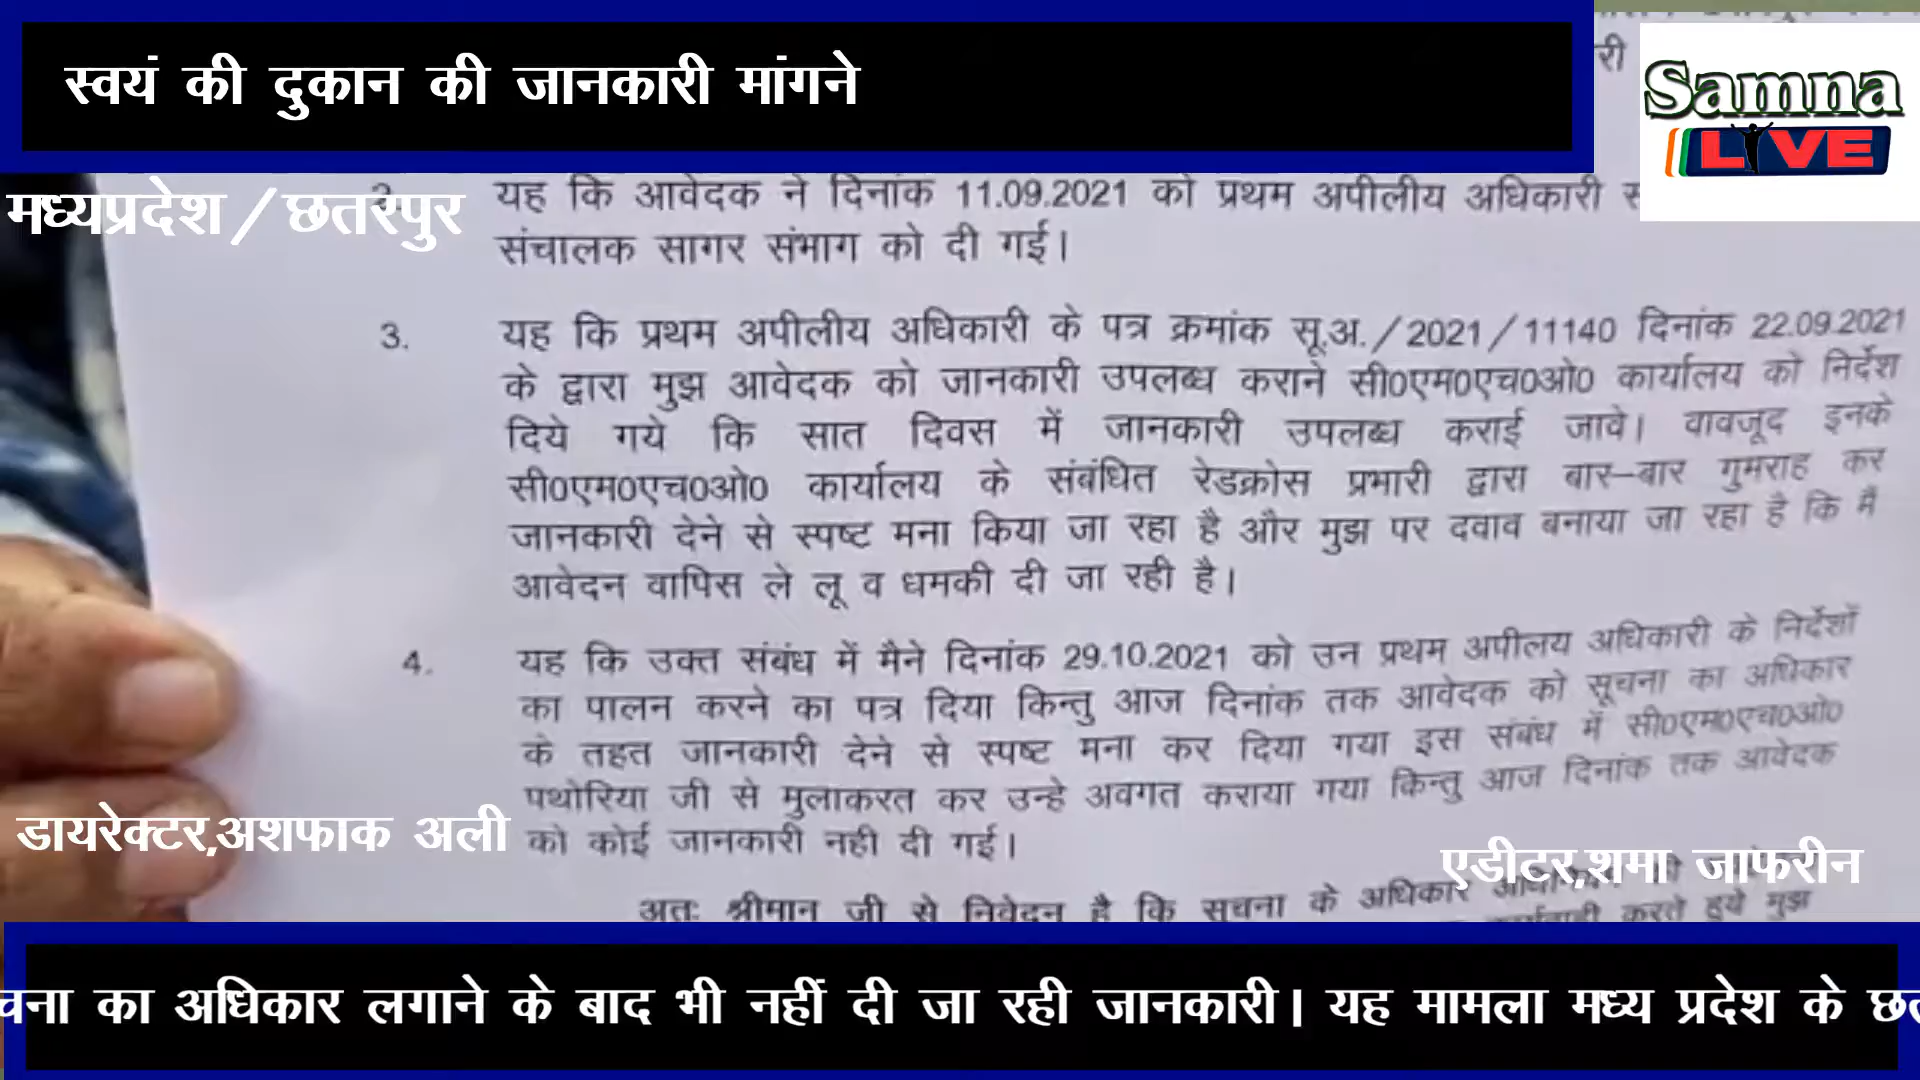 स्वयं की दुकान की जानकारी मांगने
री
Samna
LIVE
मध्यप्रदेश/छतरपुर
2. यह कि आवेदक ने दिनांक 11.09.2021 को प्रथम अपीलीय अधिकारी स
संचालक सागर संभाग को दी गई।
3. यह कि प्रथम अपीलीय अधिकारी के पत्र क्रमांक सू.अ./2021/11140 दिनांक 22.09.2021
के द्वारा मुझ आवेदक को जानकारी उपलब्ध कराने सी0एम0एच0ओ0 कार्यालय को निर्देश
दिये गये कि सात दिवस में जानकारी उपलब्ध कराई जावे। वावजूद इनके
सी0एम0एच0ओ0 कार्यालय के संबंधित रेडक्रोस प्रभारी द्वारा बार–बार गुमराह कर
जानकारी देने से स्पष्ट मना किया जा रहा है और मुझ पर दवाव बनाया जा रहा है कि मैं
आवेदन वापिस ले लू व धमकी दी जा रही है।
4. यह कि उक्त संबंध में मैने दिनांक 29.10.2021 को उन प्रथम अपीलय अधिकारी के निर्देशों
का पालन करने का पत्र दिया किन्तु आज दिनांक तक आवेदक को सूचना का अधिकार
के तहत जानकारी देने से स्पष्ट मना कर दिया गया इस संबंध में सी0एम0एच0ओ0
पथोरिया जी से मुलाकरत कर उन्हे अवगत कराया गया किन्तु आज दिनांक तक आवेदक
को कोई जानकारी नही दी गई।
डायरेक्टर,अशफाक अली
एडीटर,शमा जाफरीन
अतः श्रीमान जी से निवेदन है कि सूचना के अधिकार
करते हुये मुझ
चना का अधिकार लगाने के बाद भी नहीं दी जा रही जानकारी। यह मामला मध्य प्रदेश के छत